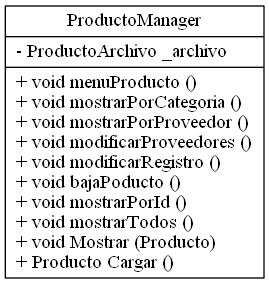 ProductoManager
- ProductoArchivo _archivo
+ void menuProducto ()
+ void mostrarPorCategoria ()
+ void mostrarPorProveedor ()
+ void modificarProveedores ()
+ void modificarRegistro ()
+ void bajaPoducto ()
+ void mostrarPorId ()
+ void mostrarTodos ()
+ void Mostrar (Producto)
+ Producto Cargar ()